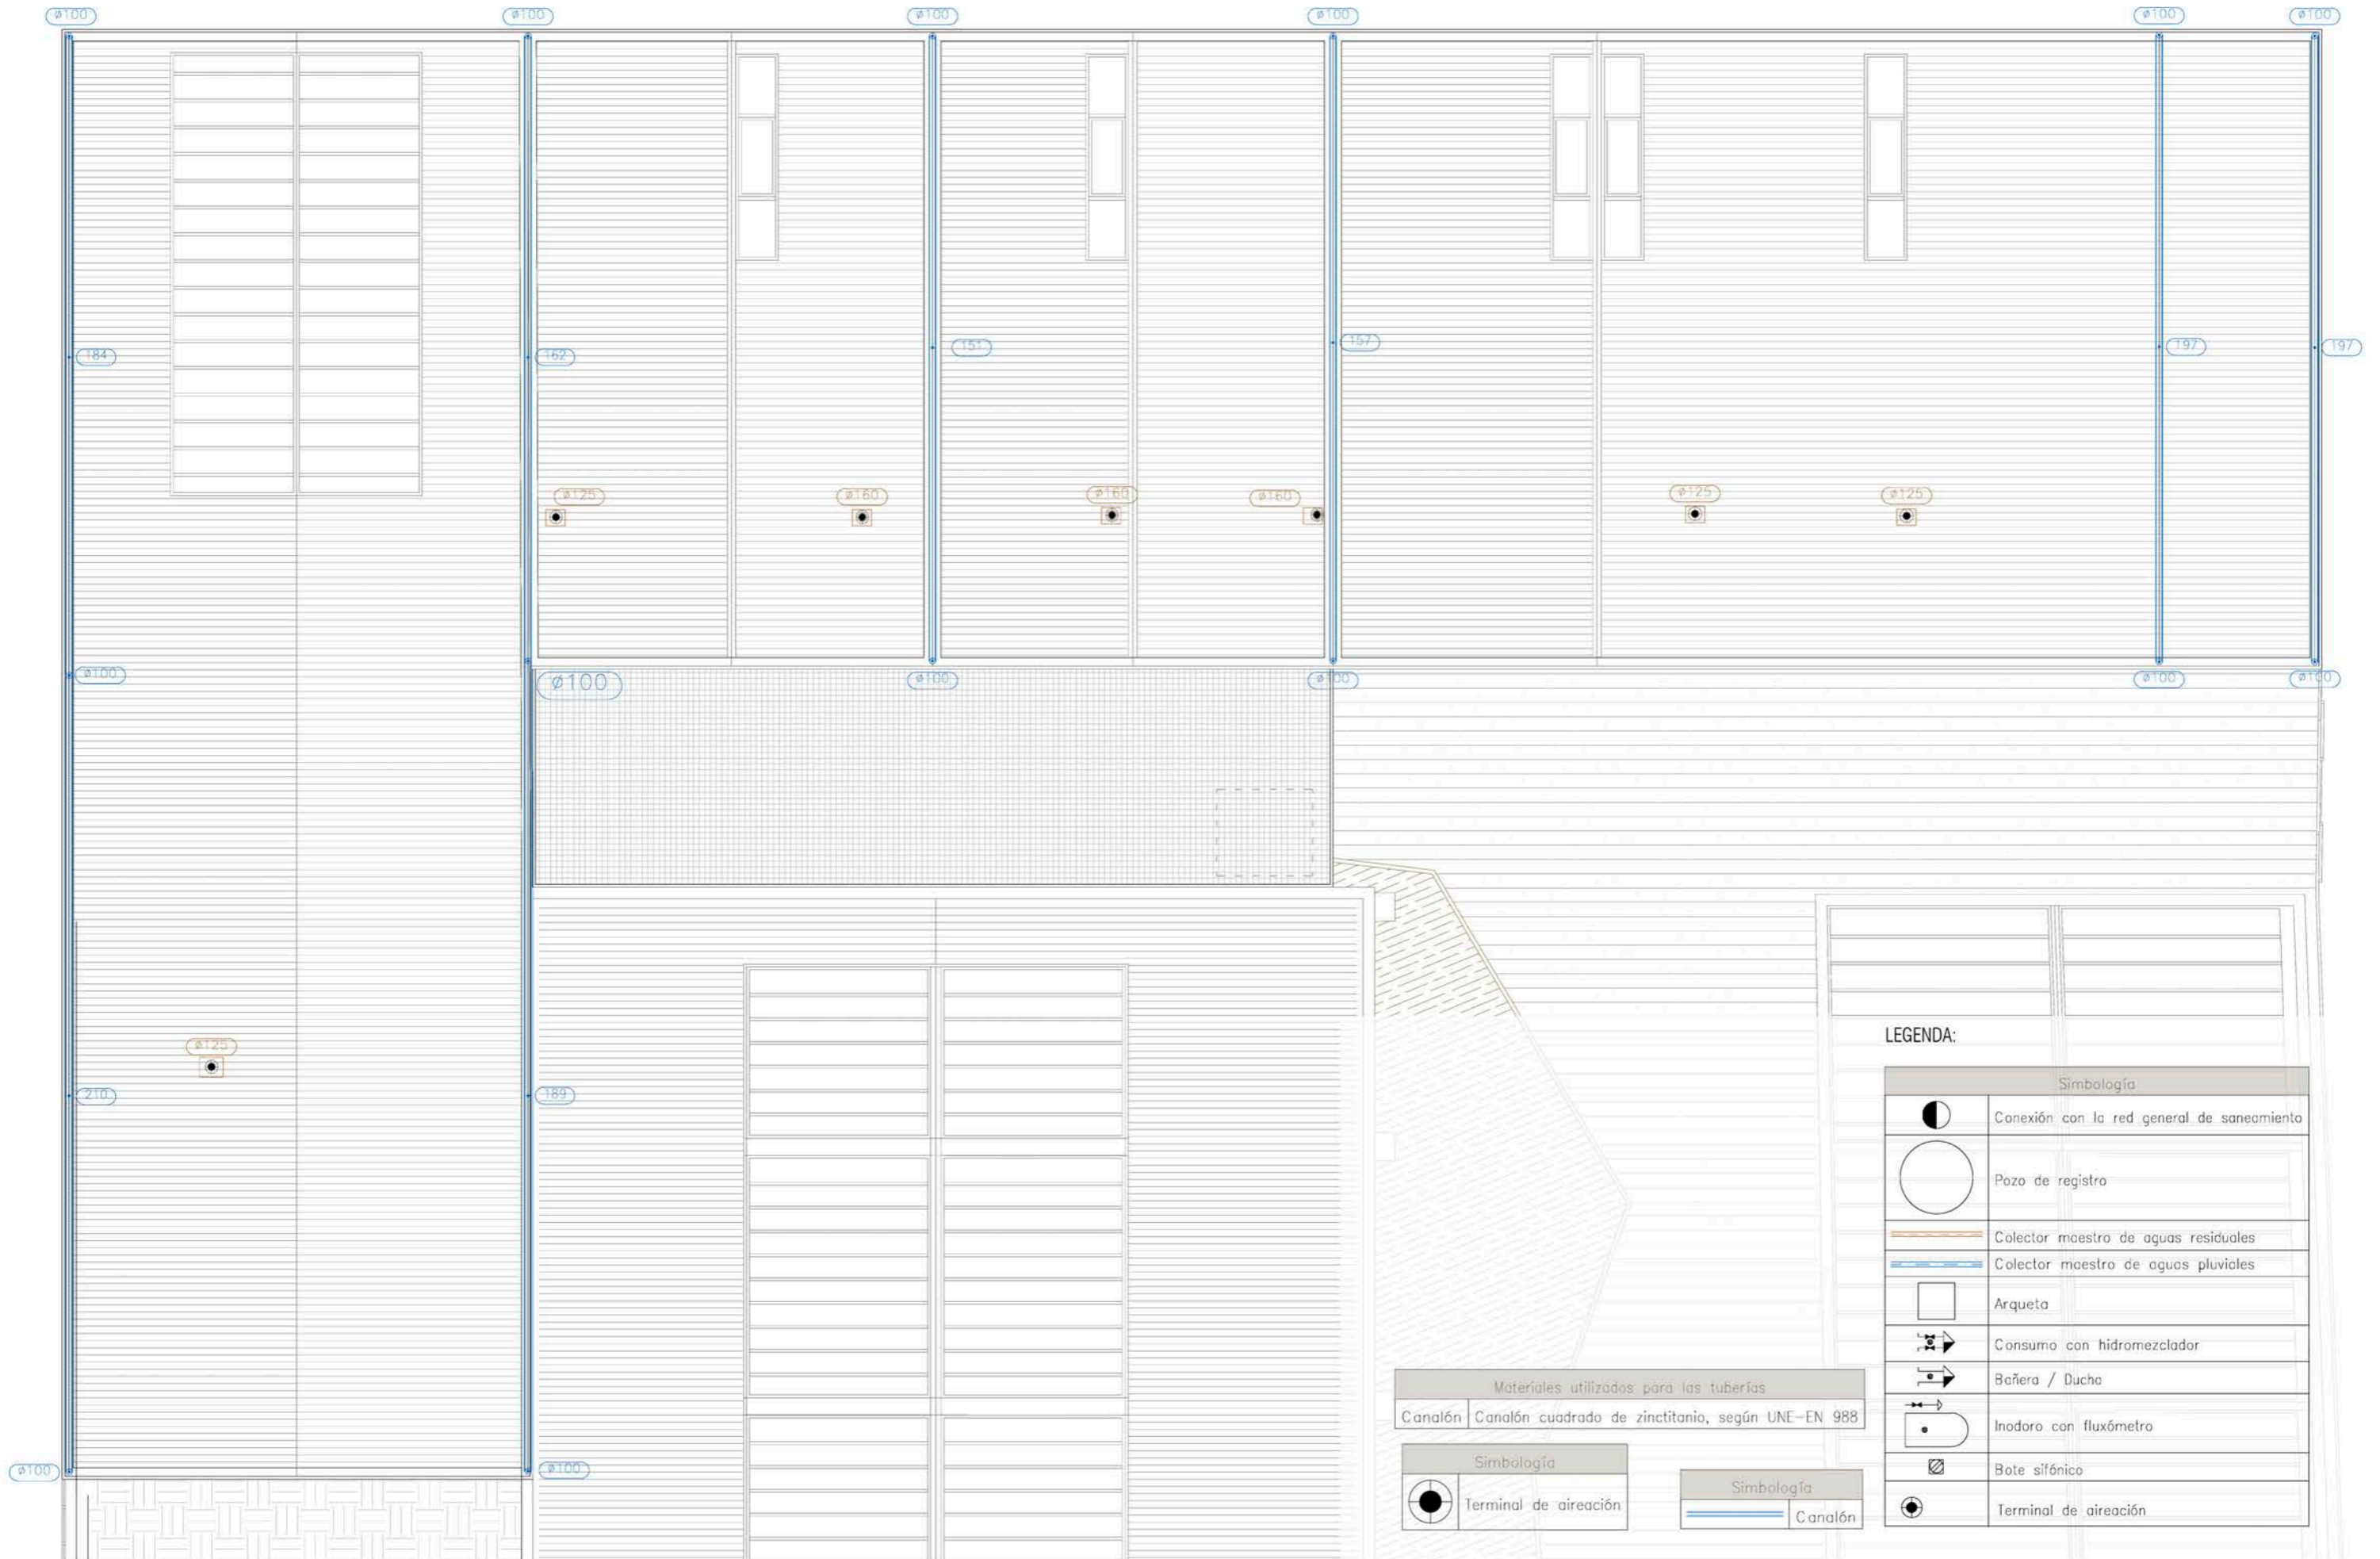 ø100
ø100
ø100
ø100
ø100
ø100
184
162
151
157
197
197
ø125
ø160
ø160
ø160
ø125
ø125
ø100
ø100
ø100
ø100
ø100
ø100
ø125
210
189
ø100
ø100
LEGENDA:
Simbología
Conexión con la red general de saneamiento
Pozo de registro
Colector maestro de aguas residuales
Colector maestro de aguas pluviales
Arqueta
Consumo con hidromezclador
Bañera / Ducha
Inodoro con fluxómetro
Bote sifónico
Terminal de aireación
Materiales utilizados para las tuberías
Canalón
Canalón cuadrado de zinctitanio, según UNE-EN 988
Simbología
Terminal de aireación
Simbología
Canalón